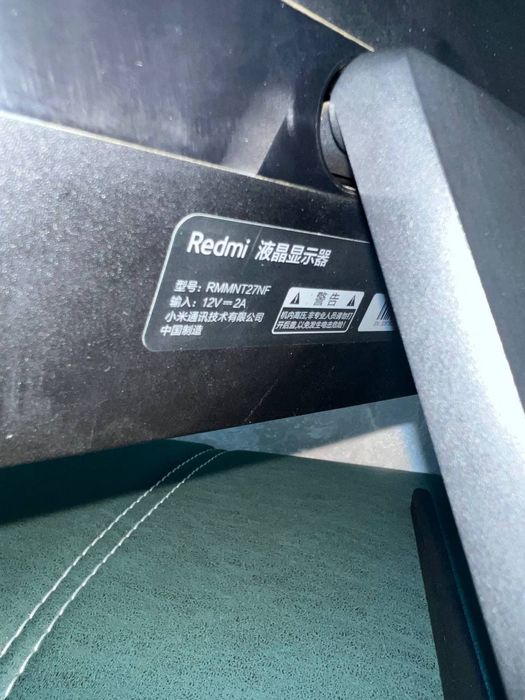 Redmi 液晶显示器
型号: RMMNT27NF
输入: 12V⎓2A
小米通讯技术有限公司
中国制造
警告
机内高压,非专业人员请勿打
开后盖,以免发生电击危险!